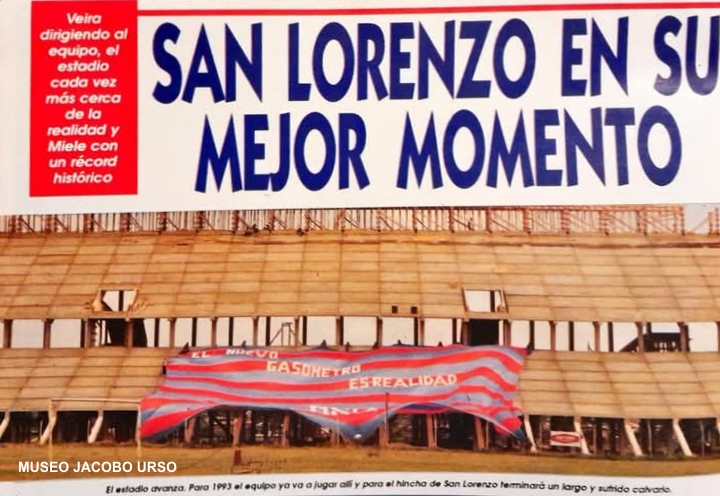 Veira
dirigiendo al
equipo, el
estadio
cada vez
más cerca
de la
realidad y
Miele con
un récord
histórico
SAN LORENZO EN SU
MEJOR MOMENTO
EL NUEVO
GASOMETRO
ES REALIDAD
MUSEO JACOBO URSO
El estadio avanza. Para 1993 el equipo ya va a jugar allí y para el hincha de San Lorenzo terminará un largo y sufrido calvario.